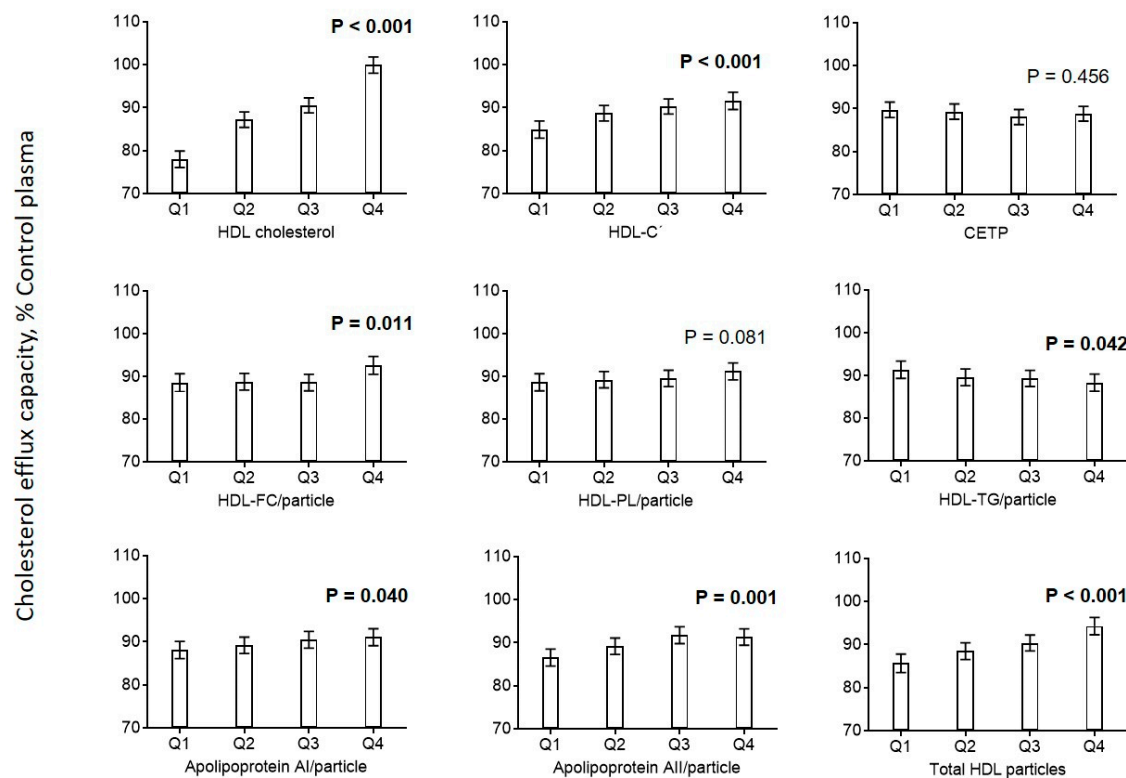 Cholesterol efflux capacity, % Control plasma
110
100
90
80
70
P < 0.001
Q1 Q2 Q3 Q4
HDL cholesterol
110
100
90
80
70
P < 0.001
Q1 Q2 Q3 Q4
HDL-C´
110
100
90
80
70
P = 0.456
Q1 Q2 Q3 Q4
CETP
110
100
90
80
70
P = 0.011
Q1 Q2 Q3 Q4
HDL-FC/particle
110
100
90
80
70
P = 0.081
Q1 Q2 Q3 Q4
HDL-PL/particle
110
100
90
80
70
P = 0.042
Q1 Q2 Q3 Q4
HDL-TG/particle
110
100
90
80
70
P = 0.040
Q1 Q2 Q3 Q4
Apolipoprotein AI/particle
110
100
90
80
70
P = 0.001
Q1 Q2 Q3 Q4
Apolipoprotein AII/particle
110
100
90
80
70
P < 0.001
Q1 Q2 Q3 Q4
Total HDL particles